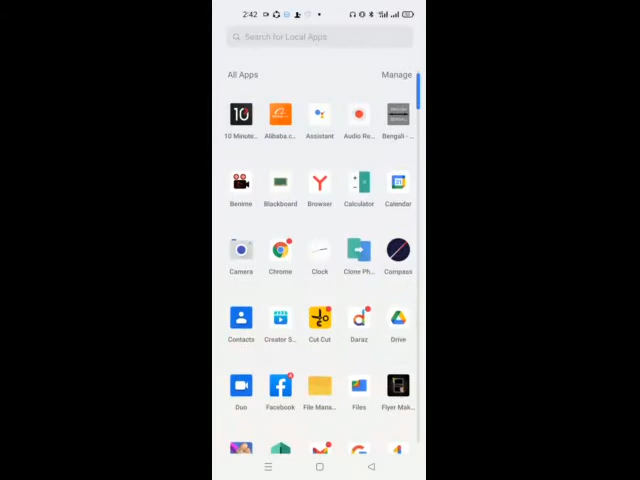 2:42
Search for Local Apps
All Apps Manage
10 Minute.. Alibaba.c... Assistant Audio Re... Bengali - ...
Benime Blackboard Browser Calculator Calendar
Camera Chrome Clock Clone Ph... Compass
Contacts Creator S... Cut Cut Daraz Drive
Duo Facebook File Mana... Files Flyer Mak...